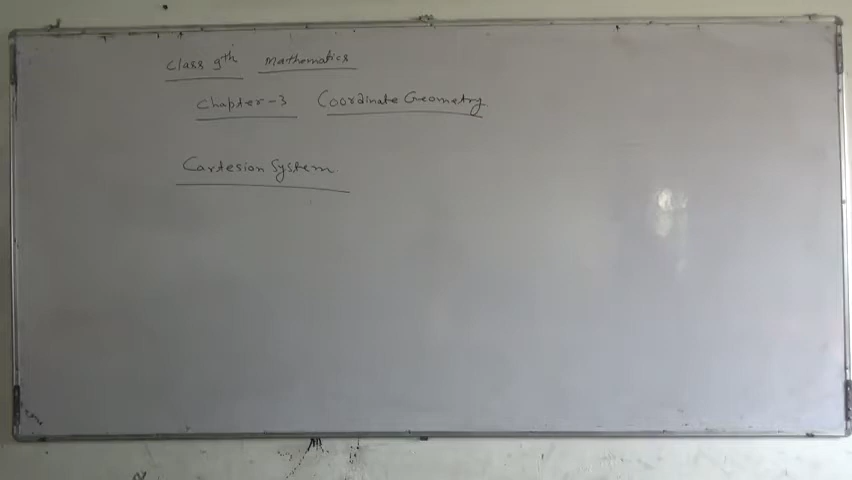 Class 9th Mathematics
Chapter-3 Coordinate Geometry
Cartesion System